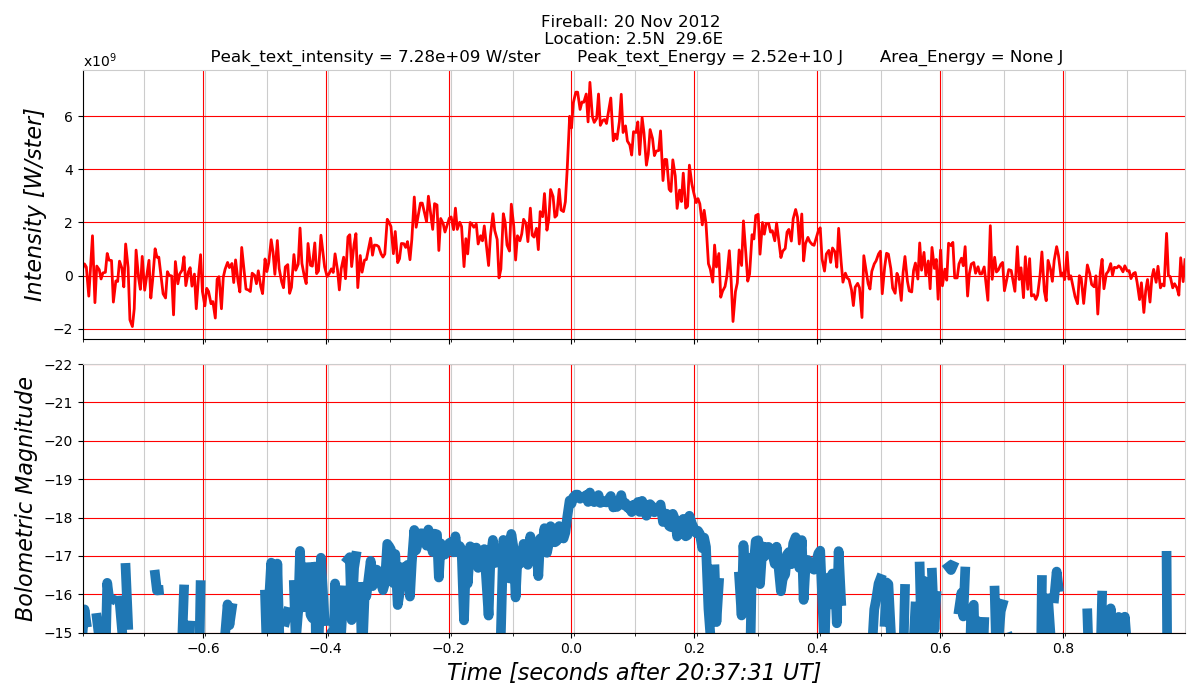 Fireball: 20 Nov 2012
Location: 2.5N  29.6E
Peak_text_intensity = 7.28e+09 W/ster       Peak_text_Energy = 2.52e+10 J       Area_Energy = None J
x10⁹
Intensity [W/ster]
6
4
2
0
−2
Bolometric Magnitude
−22
−21
−20
−19
−18
−17
−16
−15
−0.6 −0.4 −0.2 0.0 0.2 0.4 0.6 0.8
Time [seconds after 20:37:31 UT]